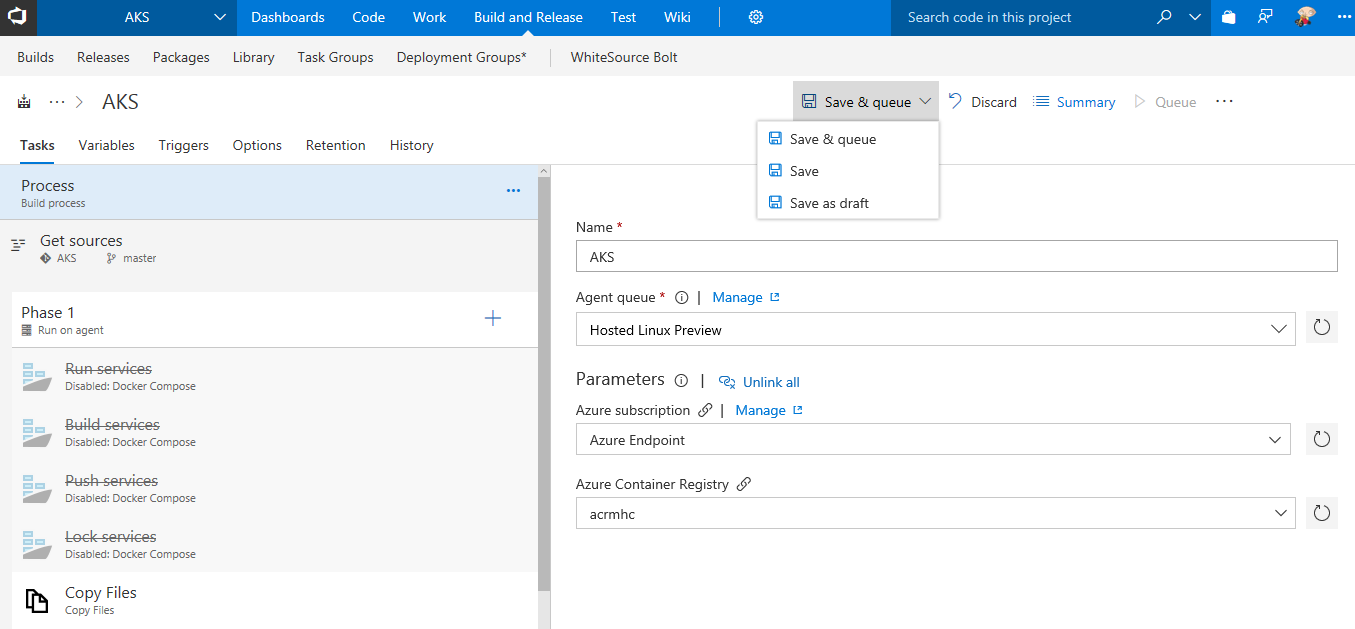 AKS Dashboards Code Work Build and Release Test Wiki Search code in this project
Builds Releases Packages Library Task Groups Deployment Groups* WhiteSource Bolt
AKS Save & queue Discard Summary Queue
Save & queue
Save
Save as draft
Tasks Variables Triggers Options Retention History
Process
Build process
Get sources
AKS master
Phase 1
Run on agent
Run services
Disabled: Docker Compose
Build services
Disabled: Docker Compose
Push services
Disabled: Docker Compose
Lock services
Disabled: Docker Compose
Copy Files
Copy Files
Name *
AKS
Agent queue * | Manage
Hosted Linux Preview
Parameters | Unlink all
Azure subscription | Manage
Azure Endpoint
Azure Container Registry
acrmhc